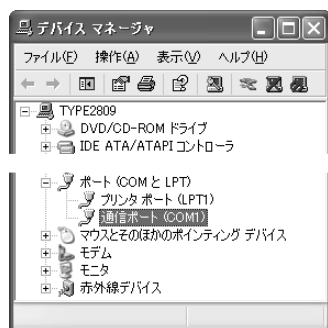 デバイス マネージャ
ファイル(F) 操作(A) 表示(V) ヘルプ(H)
TYPE2809
DVD/CD-ROM ドライブ
IDE ATA/ATAPI コントローラ
ポート (COM と LPT)
プリンタ ポート (LPT1)
通信ポート (COM1)
マウスとそのほかのポインティング デバイス
モデム
モニタ
赤外線デバイス